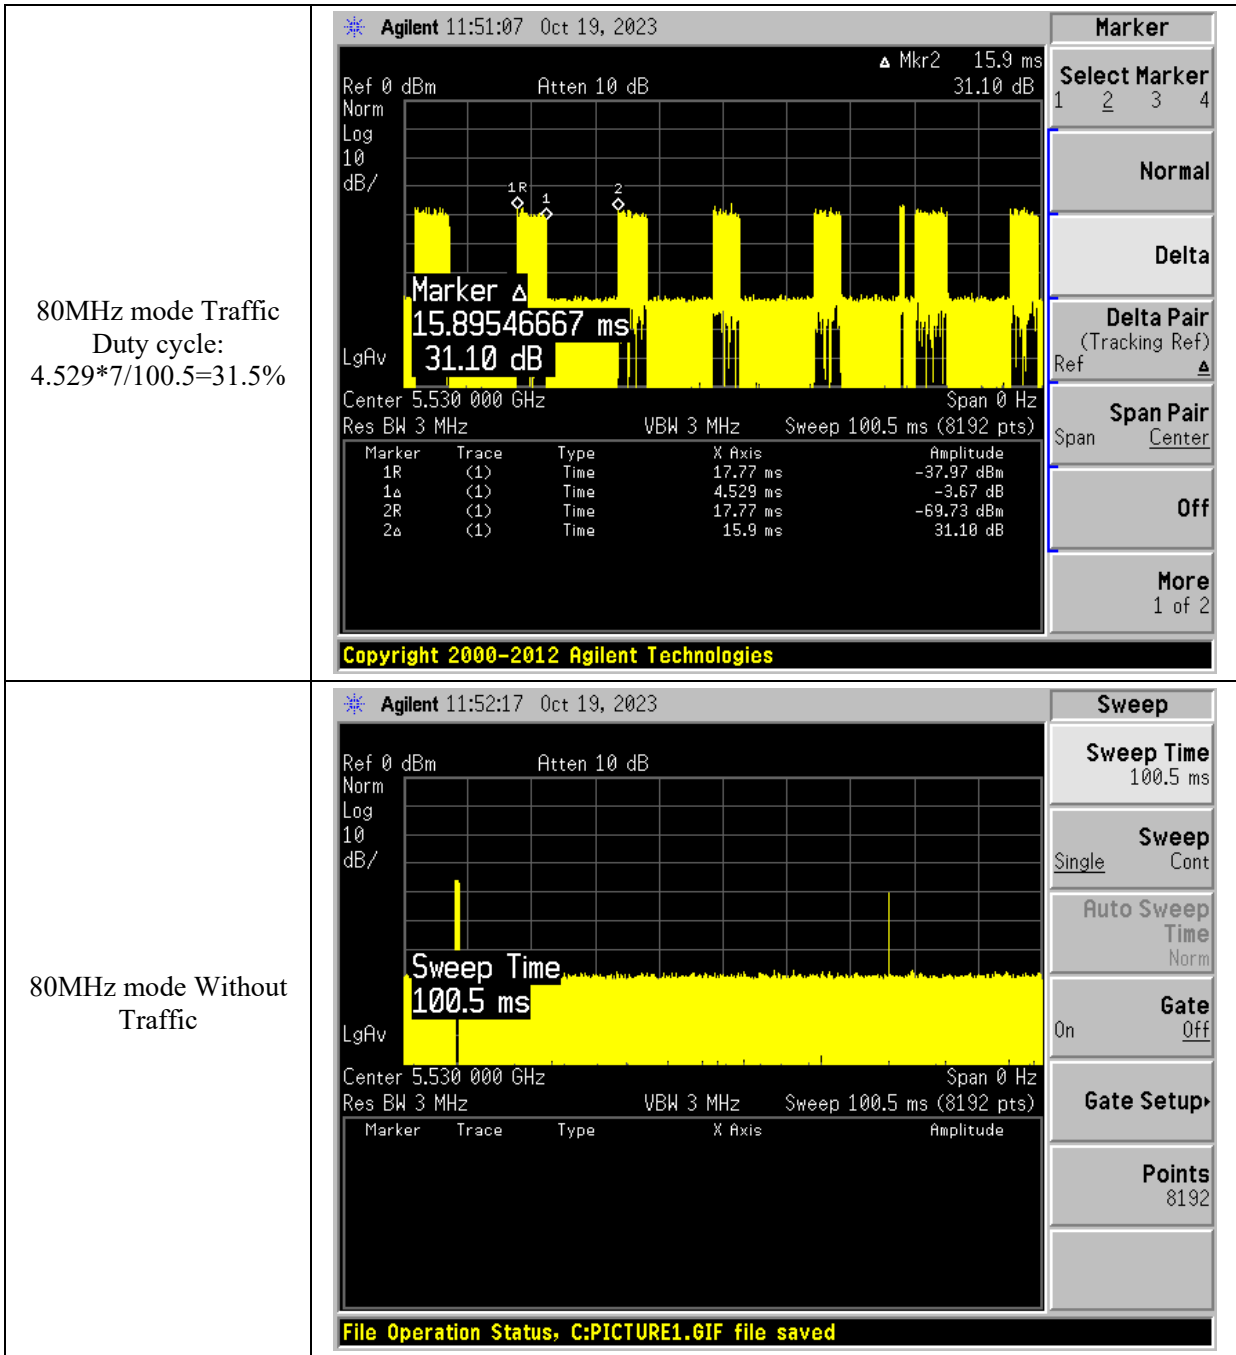 80MHz mode Traffic
Duty cycle:
4.529*7/100.5=31.5%
Agilent 11:51:07 Oct 19, 2023
Marker
Δ Mkr2 15.9 ms
Ref 0 dBm Atten 10 dB 31.10 dB
Norm
Log
10
dB/
1R
1
2
Marker Δ
15.89546667 ms
31.10 dB
LgAv
Center 5.530 000 GHz Span 0 Hz
Res BW 3 MHz VBW 3 MHz Sweep 100.5 ms (8192 pts)
Marker Trace Type X Axis Amplitude
1R (1) Time 17.77 ms -37.97 dBm
1Δ (1) Time 4.529 ms -3.67 dB
2R (1) Time 17.77 ms -69.73 dBm
2Δ (1) Time 15.9 ms 31.10 dB
Select Marker
1 2 3 4
Normal
Delta
Delta Pair
(Tracking Ref)
Ref Δ
Span Pair
Span Center
Off
More
1 of 2
Copyright 2000-2012 Agilent Technologies
80MHz mode Without
Traffic
Agilent 11:52:17 Oct 19, 2023
Sweep
Ref 0 dBm Atten 10 dB
Norm
Log
10
dB/
Sweep Time
100.5 ms
LgAv
Center 5.530 000 GHz Span 0 Hz
Res BW 3 MHz VBW 3 MHz Sweep 100.5 ms (8192 pts)
Marker Trace Type X Axis Amplitude
Sweep Time
100.5 ms
Sweep
Single Cont
Auto Sweep
Time
Norm
Gate
On Off
Gate Setup▸
Points
8192
File Operation Status, C:PICTURE1.GIF file saved